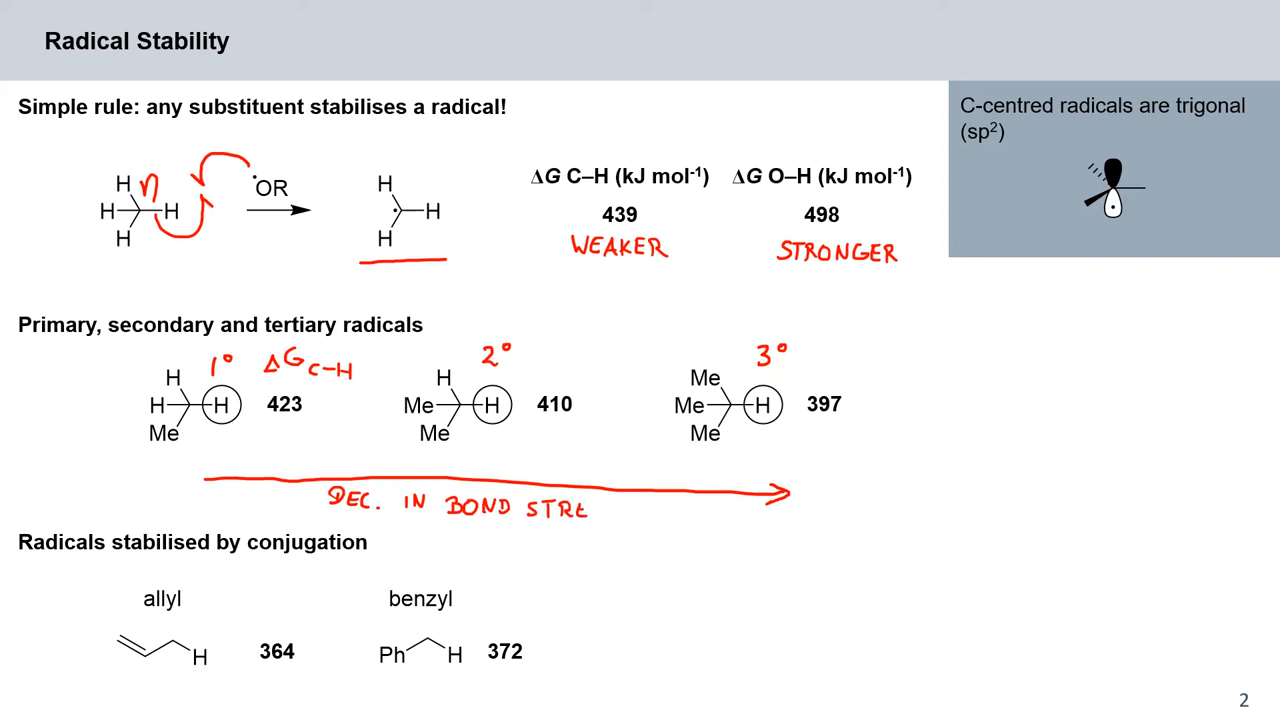 Radical Stability
Simple rule: any substituent stabilises a radical!
C-centred radicals are trigonal
(sp²)
H
H H
H
•OR
H
H
H
ΔG C–H (kJ mol⁻¹) ΔG O–H (kJ mol⁻¹)
439 498
WEAKER STRONGER
Primary, secondary and tertiary radicals
1° ΔG C–H 2° 3°
H H Me
H H 423 Me H 410 Me H 397
Me Me Me
DEC. IN BOND STRE
Radicals stabilised by conjugation
allyl benzyl
H 364 Ph H 372
2